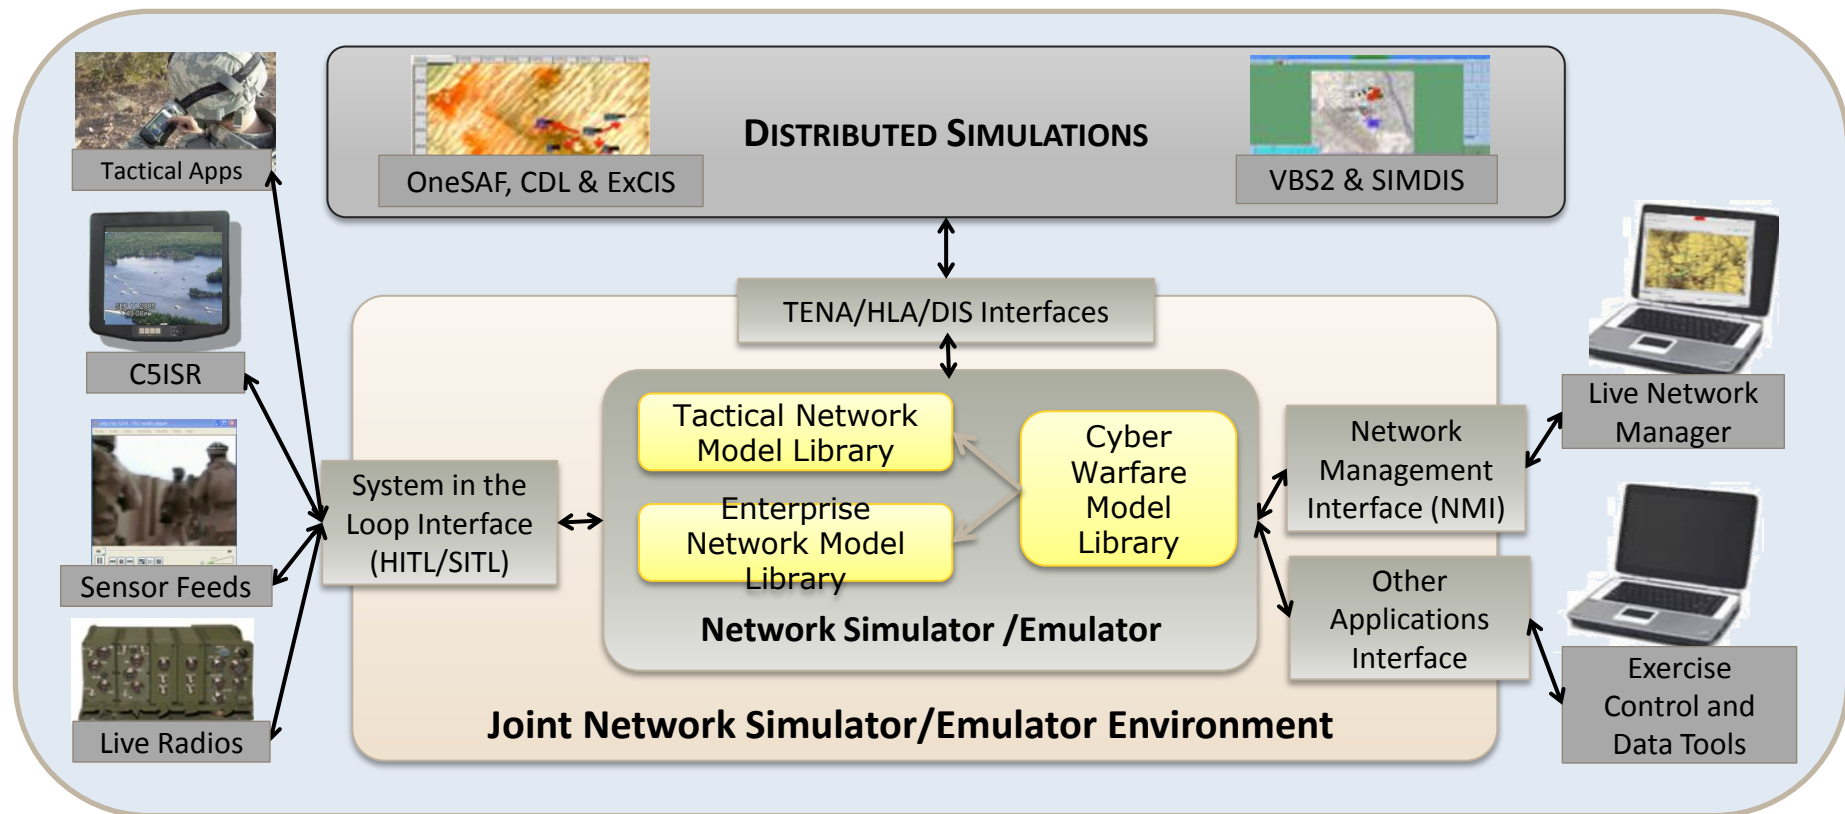 Tactical Apps
DISTRIBUTED SIMULATIONS
OneSAF, CDL & ExCIS
VBS2 & SIMDIS
C5ISR
Sensor Feeds
Live Radios
TENA/HLA/DIS Interfaces
System in the
Loop Interface
(HITL/SITL)
Tactical Network
Model Library
Enterprise
Network Model
Library
Cyber
Warfare
Model
Library
Network Simulator /Emulator
Joint Network Simulator/Emulator Environment
Network
Management
Interface (NMI)
Other
Applications
Interface
Live Network
Manager
Exercise
Control and
Data Tools